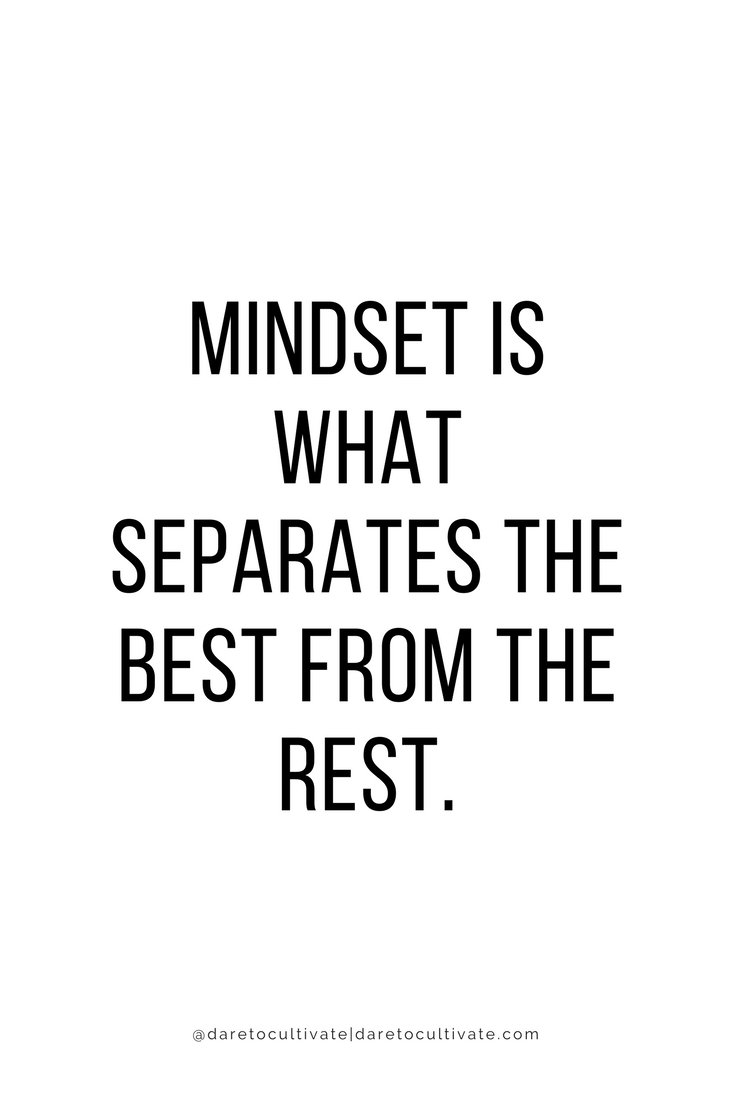 MINDSET IS
WHAT
SEPARATES THE
BEST FROM THE
REST.
@daretocultivate|daretocultivate.com